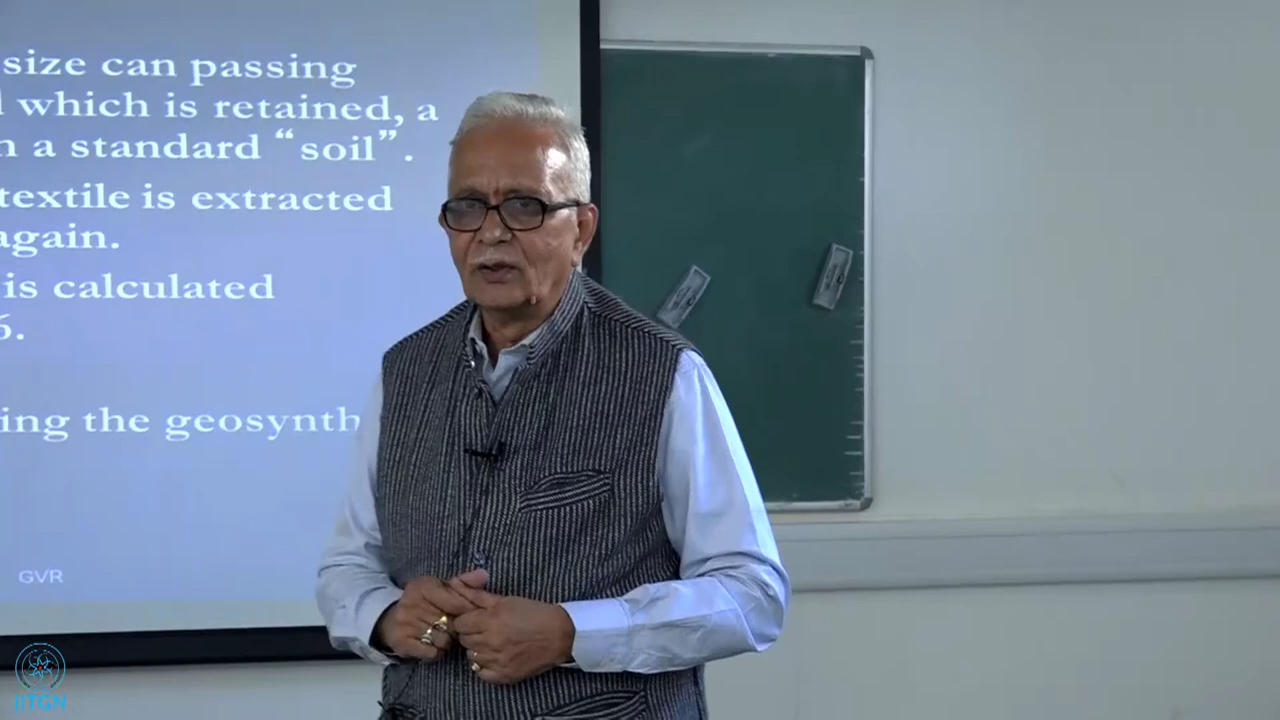 size can passing
which is retained, a
a standard “soil”.
textile is extracted
again.
is calculated
6.
ing the geosynth
GVR
IITGN